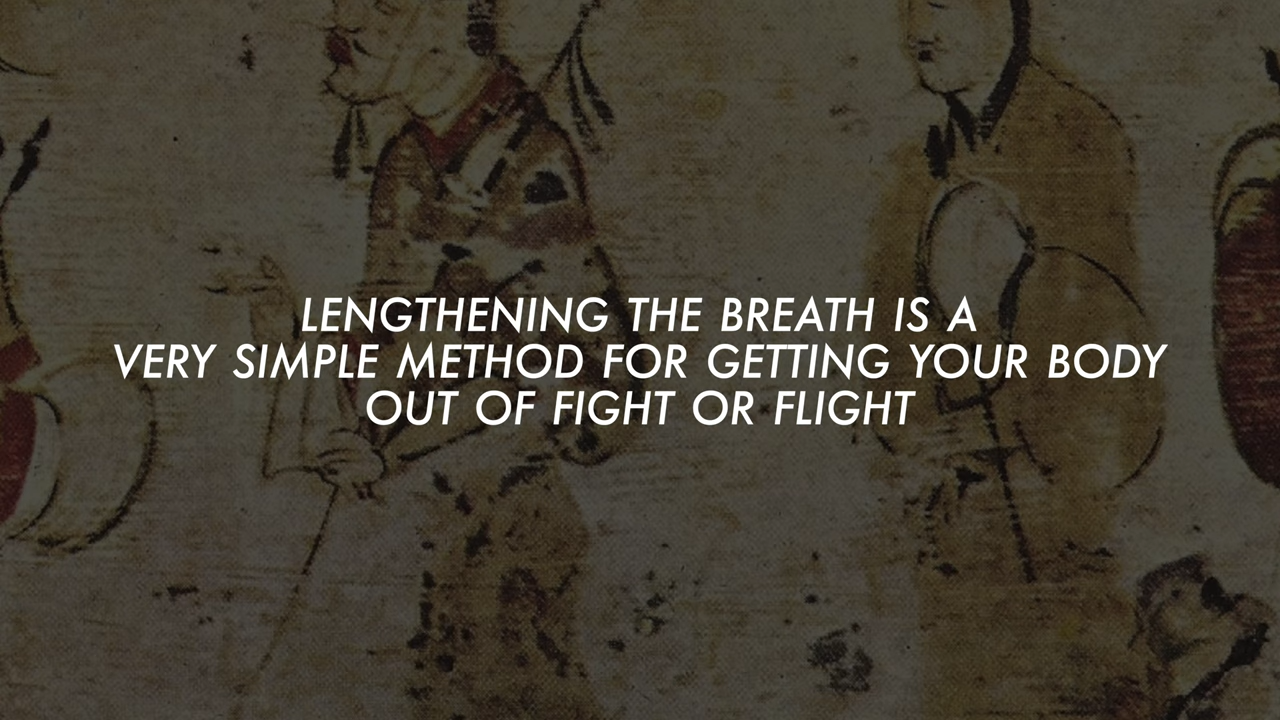 LENGTHENING THE BREATH IS A
VERY SIMPLE METHOD FOR GETTING YOUR BODY
OUT OF FIGHT OR FLIGHT